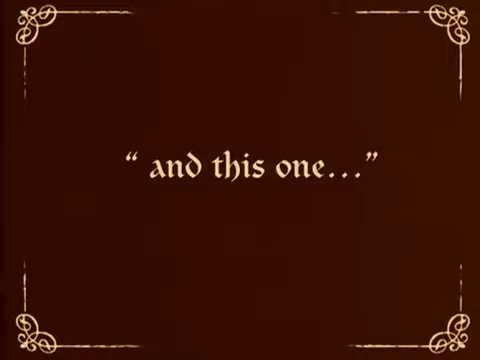 “ and this one...”